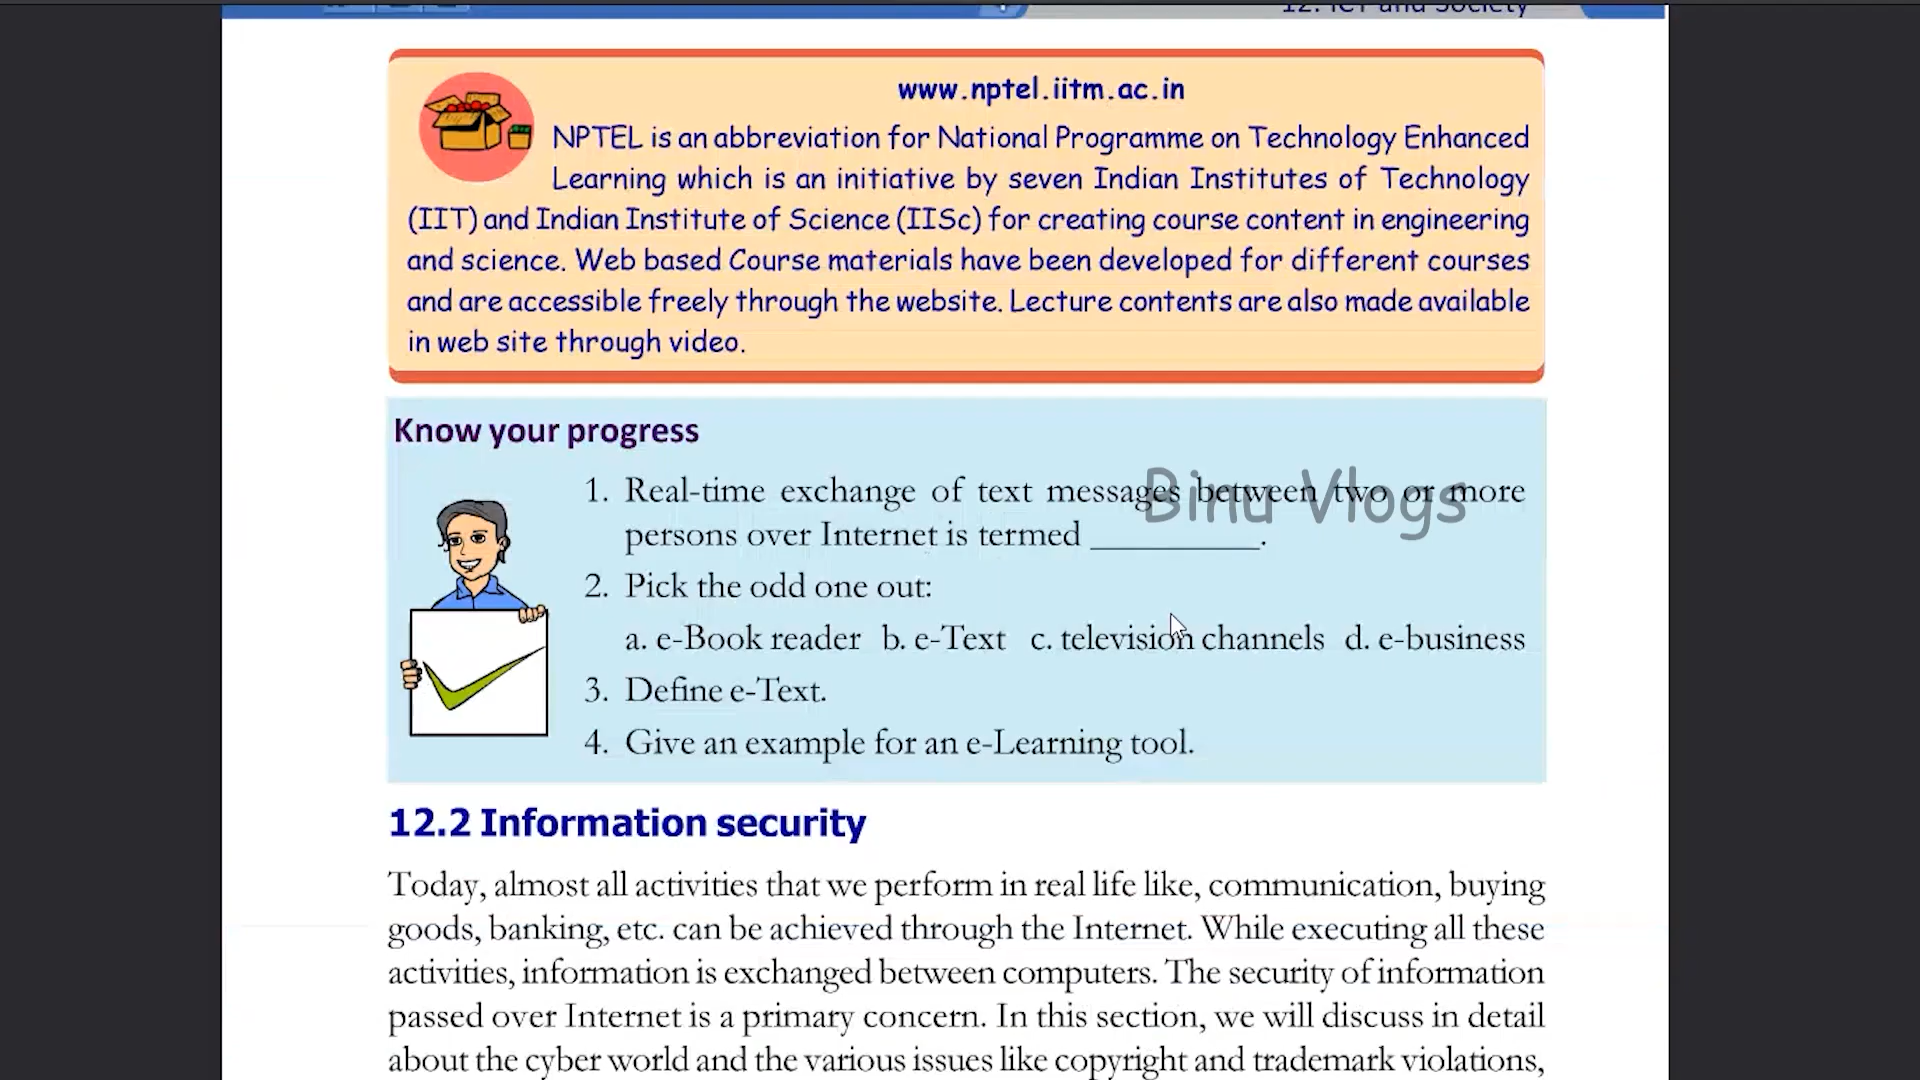 12. ICT and Society
www.nptel.iitm.ac.in
NPTEL is an abbreviation for National Programme on Technology Enhanced
Learning which is an initiative by seven Indian Institutes of Technology
(IIT) and Indian Institute of Science (IISc) for creating course content in engineering
and science. Web based Course materials have been developed for different courses
and are accessible freely through the website. Lecture contents are also made available
in web site through video.
Know your progress
1. Real-time exchange of text messages between two or more
persons over Internet is termed __________.
Binu Vlogs
2. Pick the odd one out:
a. e-Book reader b. e-Text c. television channels d. e-business
3. Define e-Text.
4. Give an example for an e-Learning tool.
12.2 Information security
Today, almost all activities that we perform in real life like, communication, buying
goods, banking, etc. can be achieved through the Internet. While executing all these
activities, information is exchanged between computers. The security of information
passed over Internet is a primary concern. In this section, we will discuss in detail
about the cyber world and the various issues like copyright and trademark violations,